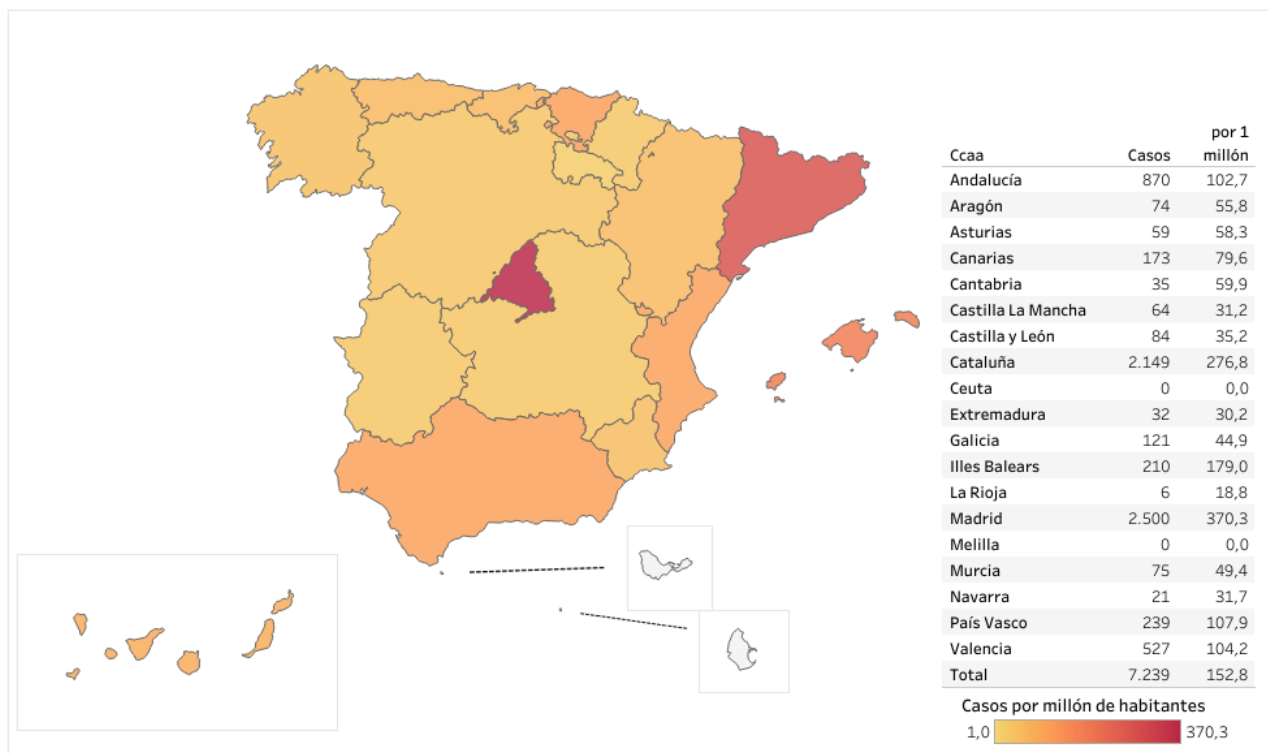 Ccaa Casos por 1 millón
Andalucía 870 102,7
Aragón 74 55,8
Asturias 59 58,3
Canarias 173 79,6
Cantabria 35 59,9
Castilla La Mancha 64 31,2
Castilla y León 84 35,2
Cataluña 2.149 276,8
Ceuta 0 0,0
Extremadura 32 30,2
Galicia 121 44,9
Illes Balears 210 179,0
La Rioja 6 18,8
Madrid 2.500 370,3
Melilla 0 0,0
Murcia 75 49,4
Navarra 21 31,7
País Vasco 239 107,9
Valencia 527 104,2
Total 7.239 152,8
Casos por millón de habitantes
1,0 370,3